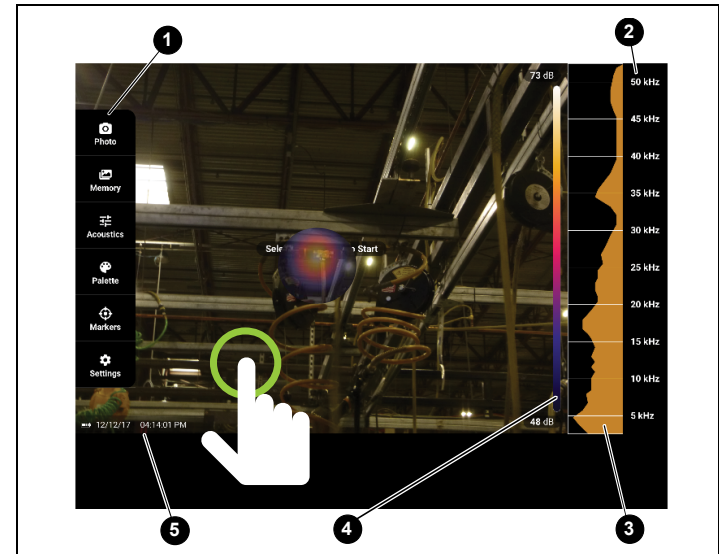 1
2
73 dB
50 kHz
45 kHz
Photo
40 kHz
Memory
35 kHz
Acoustics
30 kHz
Start
25 kHz
Palette
20 kHz
Markers
15 kHz
Settings
10 kHz
5 kHz
12/12/17 04:14:01 PM
48 dB
5
4
3